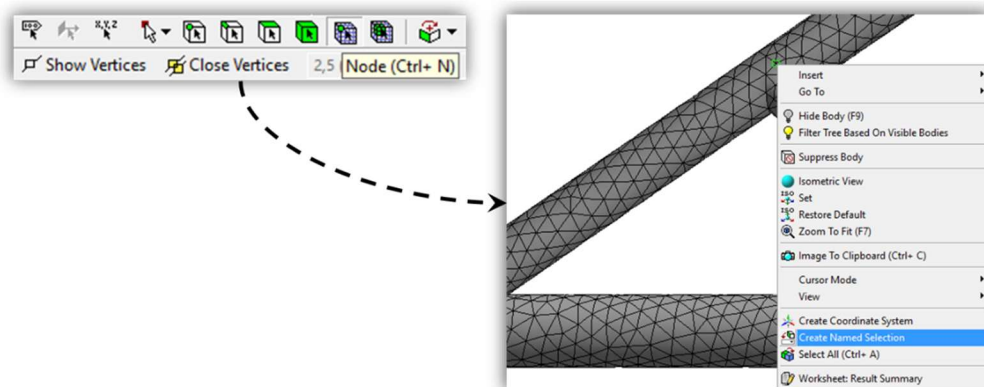 X,Y,Z
Show Vertices Close Vertices 2,5 Node (Ctrl+ N)
Insert
Go To
Hide Body (F9)
Filter Tree Based On Visible Bodies
Suppress Body
Isometric View
ISO Set
ISO Restore Default
Zoom To Fit (F7)
Image To Clipboard (Ctrl+ C)
Cursor Mode
View
Create Coordinate System
Create Named Selection
Select All (Ctrl+ A)
Worksheet: Result Summary